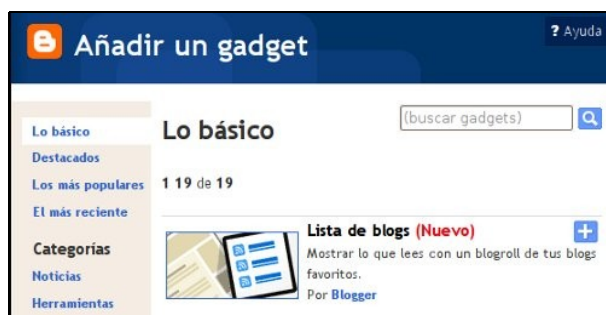 Añadir un gadget
? Ayuda
Lo básico
Destacados
Los más populares
El más reciente
Categorías
Noticias
Herramientas
Lo básico
(buscar gadgets)
1 19 de 19
Lista de blogs (Nuevo)
Mostrar lo que lees con un blogroll de tus blogs
favoritos.
Por Blogger